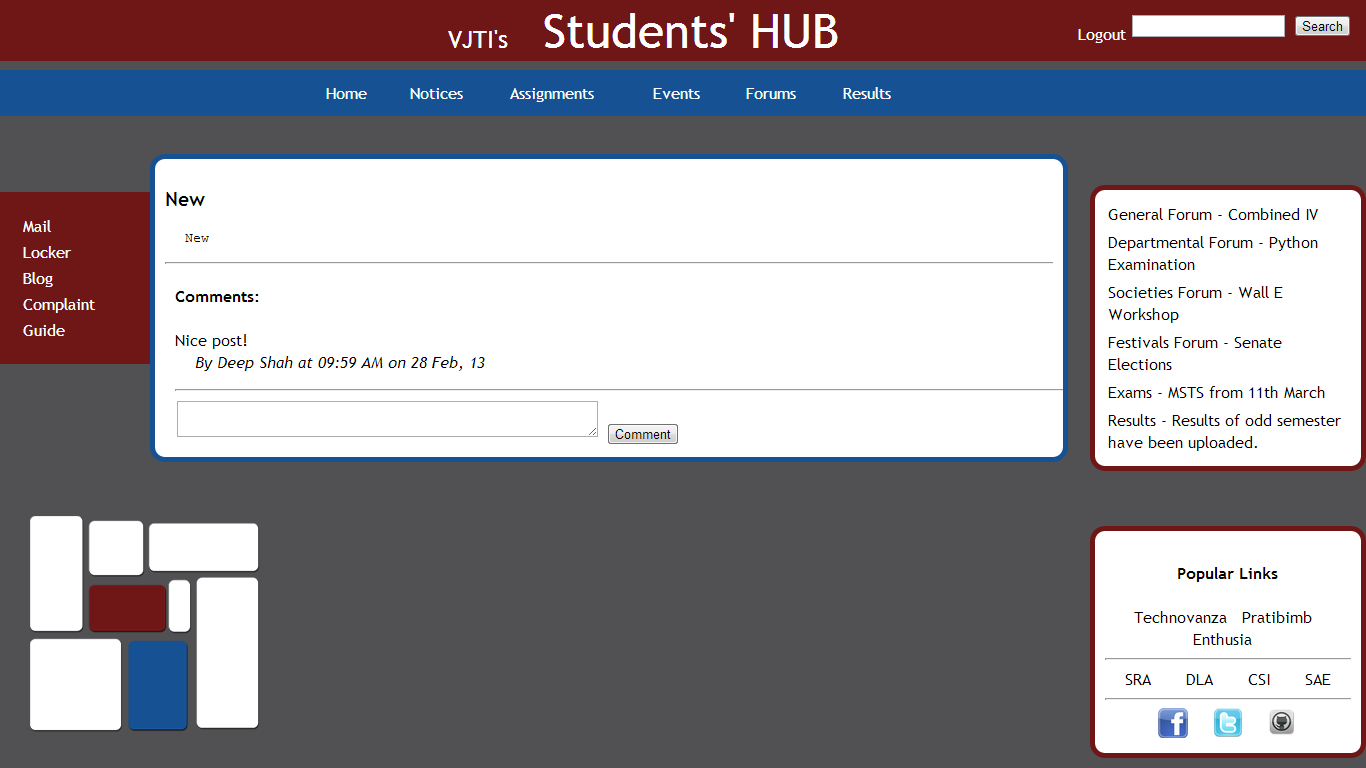 VJTI's Students' HUB
Logout Search
Home Notices Assignments Events Forums Results
Mail
Locker
Blog
Complaint
Guide
New
New
Comments:
Nice post!
By Deep Shah at 09:59 AM on 28 Feb, 13
Comment
General Forum - Combined IV
Departmental Forum - Python
Examination
Societies Forum - Wall E
Workshop
Festivals Forum - Senate
Elections
Exams - MSTS from 11th March
Results - Results of odd semester
have been uploaded.
Popular Links
Technovanza Pratibimb
Enthusia
SRA DLA CSI SAE